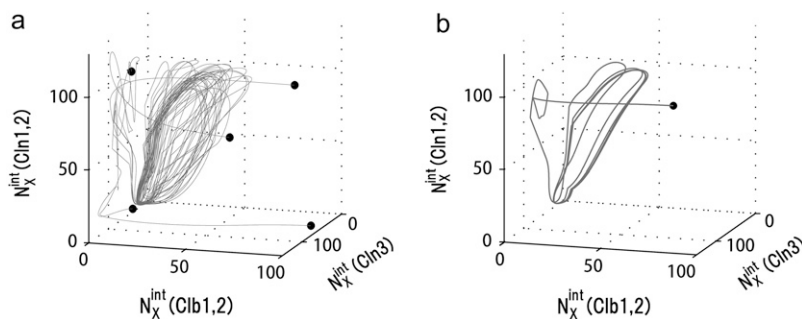 a
100
50
0
N_X^int (Cln1,2)
0
50
100
N_X^int (Clb1,2)
0
100
N_X^int (Cln3)
b
100
50
0
N_X^int (Cln1,2)
0
50
100
N_X^int (Clb1,2)
0
100
N_X^int (Cln3)